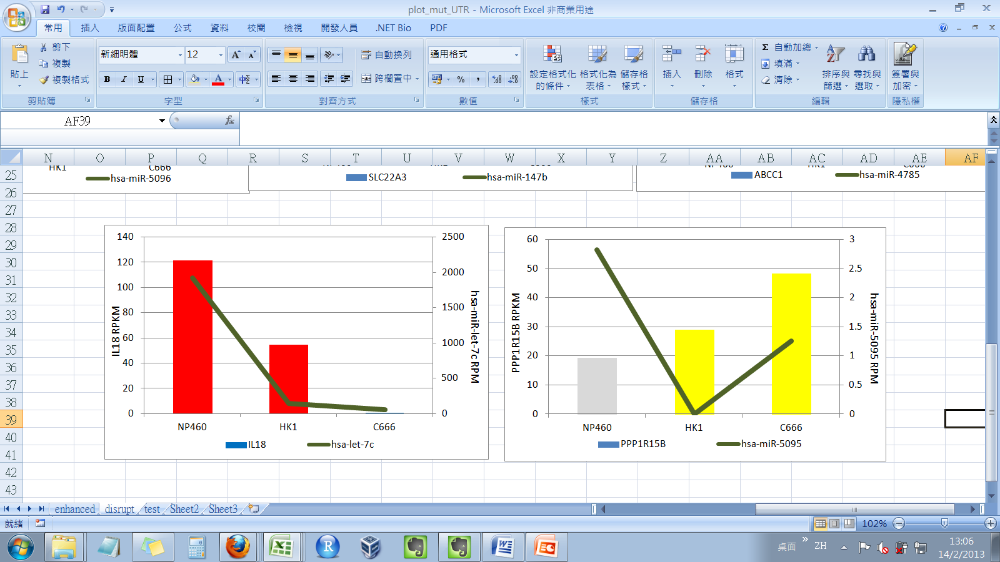 plot_mut_UTR - Microsoft Excel 非商業用途
常用 插入 版面配置 公式 資料 校閱 檢視 開發人員 .NET Bio PDF
貼上
剪下
複製
複製格式
剪貼簿
新細明體 12
B I U
字型
自動換列
跨欄置中
對齊方式
通用格式
數值
設定格式化的條件
格式化為表格
儲存格樣式
樣式
插入 刪除 格式
儲存格
自動加總
填滿
清除
排序與篩選
尋找與選取
編輯
簽署與加密
隱私權
AF39 fx
N O P Q R S T U V W X Y Z AA AB AC AD AE AF
25 26 27 28 29 30 31 32 33 34 35 36 37 38 39 40 41 42 43
HK1 C666
hsa-miR-5096
SLC22A3 hsa-miR-147b
ABCC1 hsa-miR-4785
140 120 100 80 60 40 20 0
IL18 RPKM
2500 2000 1500 1000 500 0
hsa-miR-let-7c RPM
NP460 HK1 C666
IL18 hsa-let-7c
60 50 40 30 20 10 0
PPP1R15B RPKM
3 2.5 2 1.5 1 0.5 0
hsa-miR-5095 RPM
NP460 HK1 C666
PPP1R15B hsa-miR-5095
enhanced disrupt test Sheet2 Sheet3
就緒
102%
桌面 ZH
13:06
14/2/2013